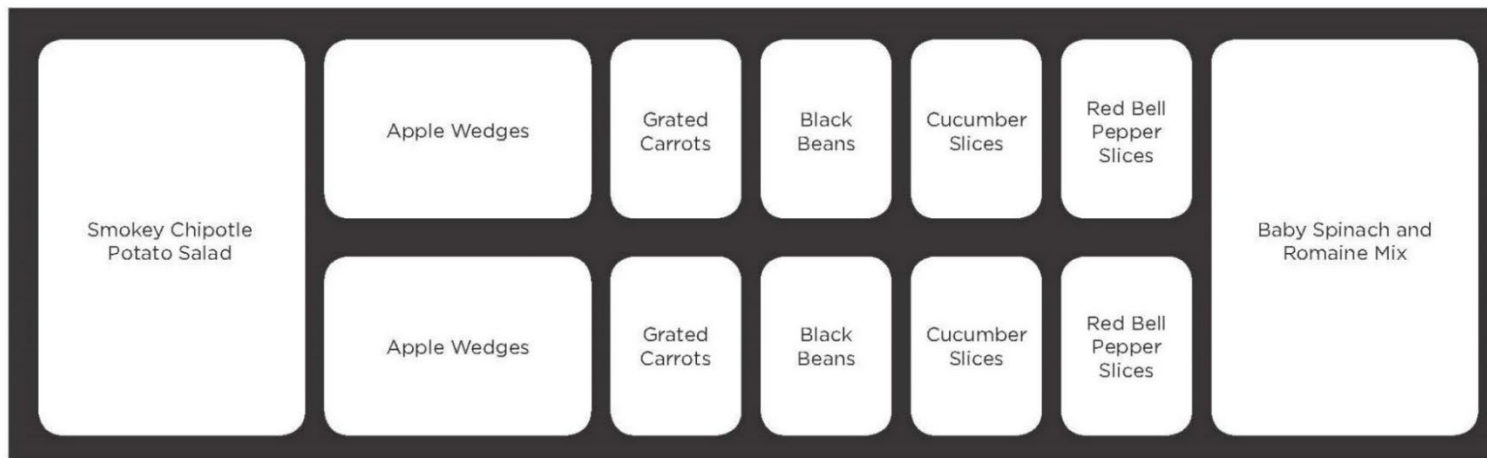 Smokey Chipotle
Potato Salad
Apple Wedges
Grated
Carrots
Black
Beans
Cucumber
Slices
Red Bell
Pepper
Slices
Apple Wedges
Grated
Carrots
Black
Beans
Cucumber
Slices
Red Bell
Pepper
Slices
Baby Spinach and
Romaine Mix